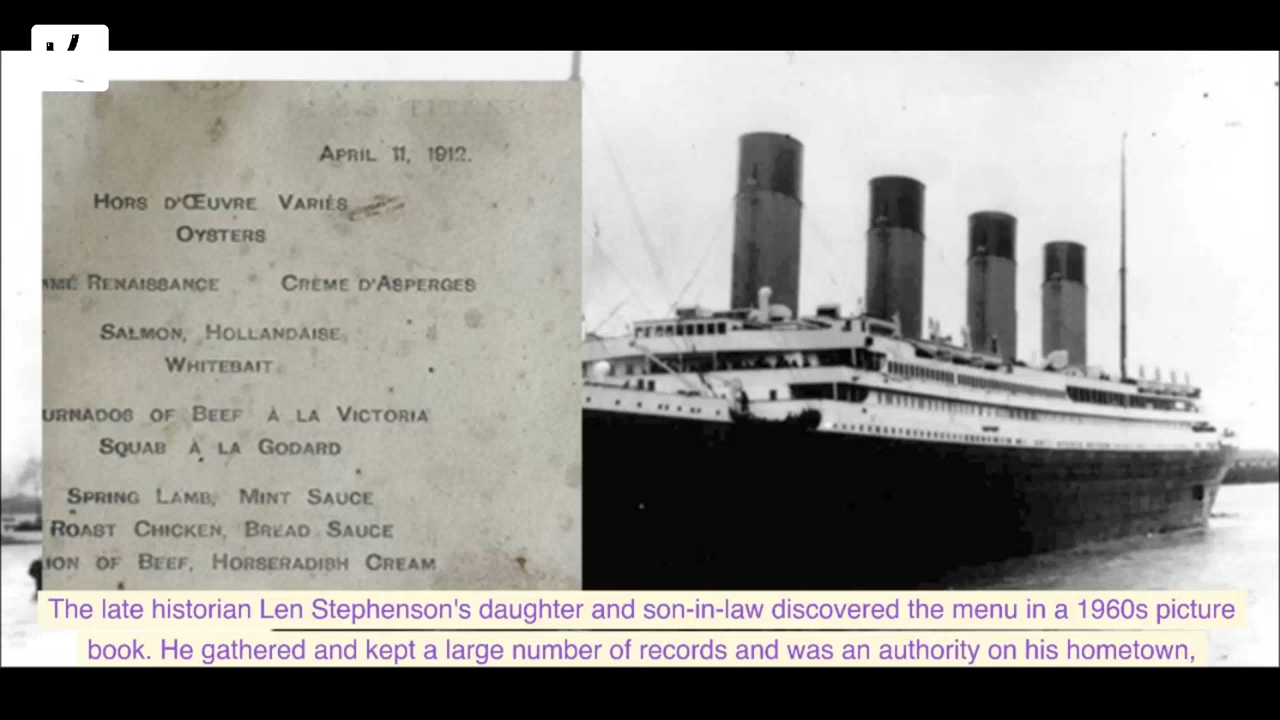 APRIL 11, 1912.
HORS D'ŒUVRE VARIÉS
OYSTERS
RENAISSANCE CRÈME D'ASPERGES
SALMON, HOLLANDAISE
WHITEBAIT
URNADOS OF BEEF À LA VICTORIA
SQUAB À LA GODARD
SPRING LAMB, MINT SAUCE
ROAST CHICKEN, BREAD SAUCE
ION OF BEEF, HORSERADISH CREAM
The late historian Len Stephenson's daughter and son-in-law discovered the menu in a 1960s picture
book. He gathered and kept a large number of records and was an authority on his hometown,